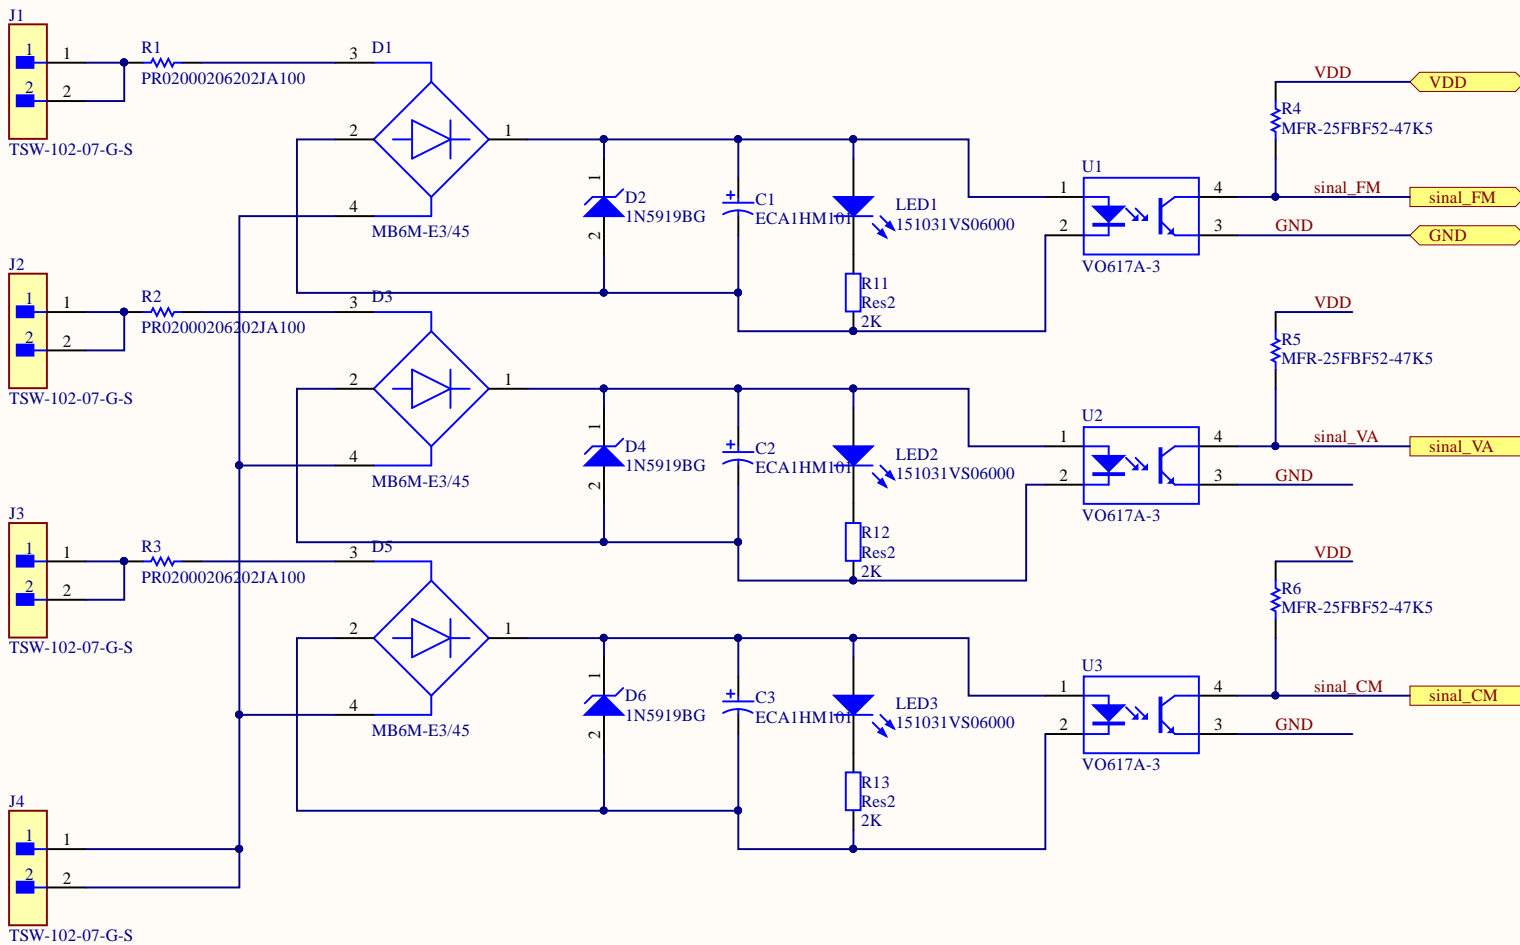 J1
1 1
2 2
TSW-102-07-G-S
R1
PR02000206202JA100
3 D1
2 1
4
MB6M-E3/45
1
D2
1N5919BG
2
+
C1
ECA1HM101
LED1
151031VS06000
R11
Res2
2K
U1
1 4
2 3
VO617A-3
VDD VDD
R4
MFR-25FBF52-47K5
sinal_FM sinal_FM
GND GND
J2
1 1
2 2
TSW-102-07-G-S
R2
PR02000206202JA100
3 D3
2 1
4
MB6M-E3/45
1
D4
1N5919BG
2
+
C2
ECA1HM101
LED2
151031VS06000
R12
Res2
2K
U2
1 4
2 3
VO617A-3
VDD
R5
MFR-25FBF52-47K5
sinal_VA sinal_VA
GND
J3
1 1
2 2
TSW-102-07-G-S
R3
PR02000206202JA100
3 D5
2 1
4
MB6M-E3/45
1
D6
1N5919BG
2
+
C3
ECA1HM101
LED3
151031VS06000
R13
Res2
2K
U3
1 4
2 3
VO617A-3
VDD
R6
MFR-25FBF52-47K5
sinal_CM sinal_CM
GND
J4
1 1
2 2
TSW-102-07-G-S